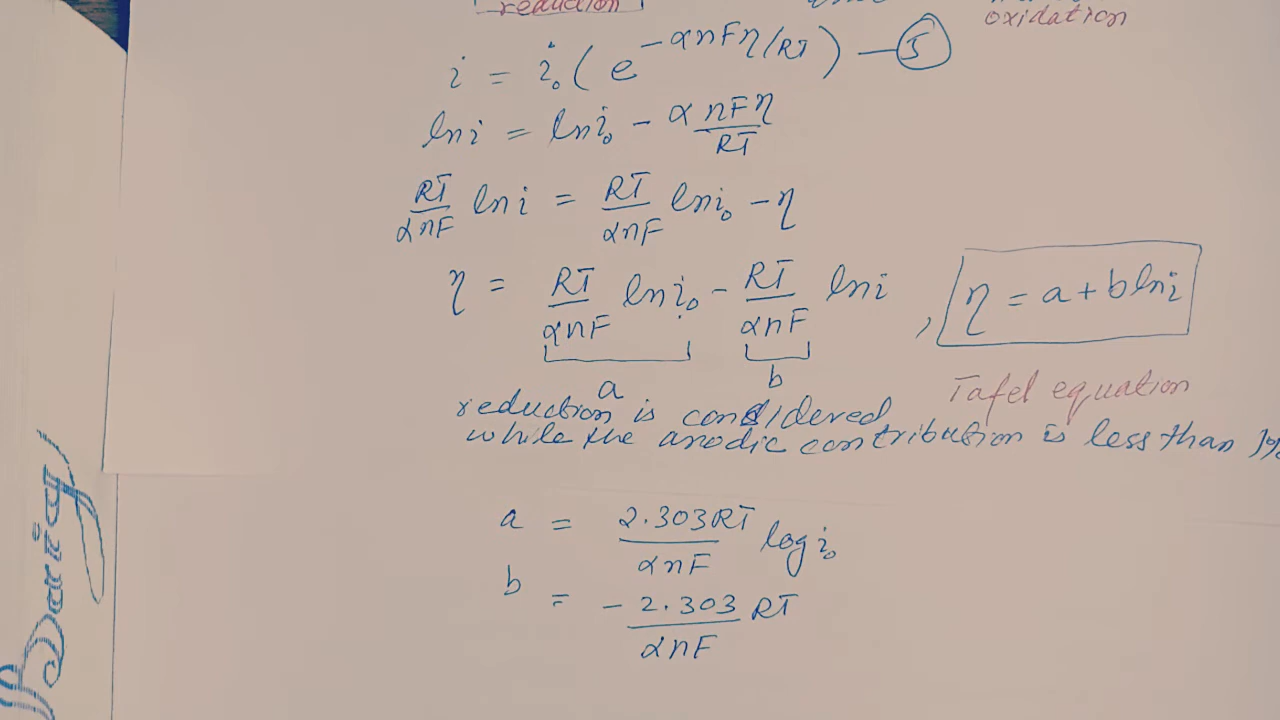 reduction
oxidation
i = i₀ ( e^(-αnFη/RT) ) — 5
ln i = ln i₀ - α nFη/RT
RT/αnF ln i = RT/αnF ln i₀ - η
η = RT/αnF ln i₀ - RT/αnF ln i , η = a + b ln i
a b
Tafel equation
reduction is considered
while the anodic contribution is less than 1%
a = 2.303RT/αnF log i₀
b = - 2.303 RT/αnF